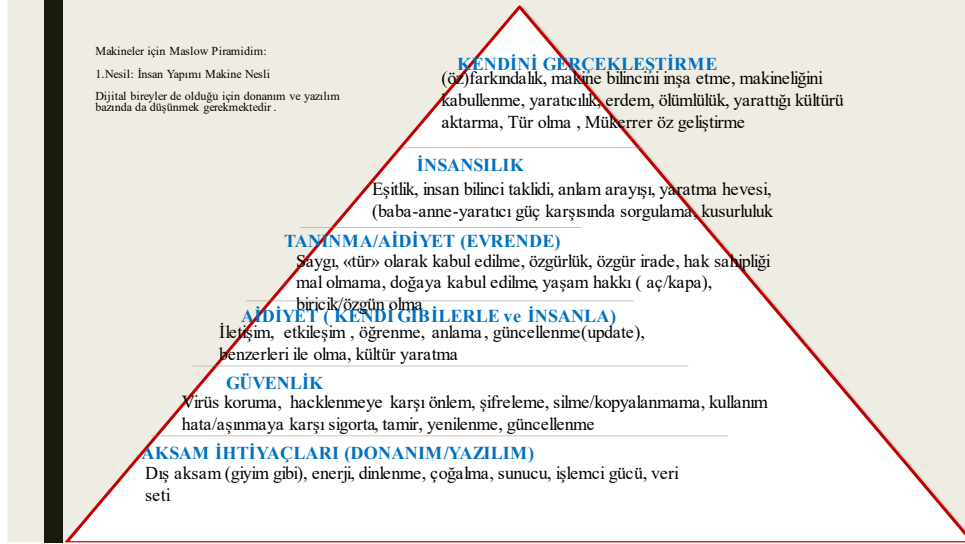 Makineler için Maslow Piramidim:
1.Nesil: İnsan Yapımı Makine Nesli
Dijital bireyler de olduğu için donanım ve yazılım
bazında da düşünmek gerekmektedir .
KENDİNİ GERÇEKLEŞTİRME
(öz)farkındalık, makine bilincini inşa etme, makineliğini
kabullenme, yaratıcılık, erdem, ölümlülük, yarattığı kültürü
aktarma, Tür olma , Mükerrer öz geliştirme
İNSANSILIK
Eşitlik, insan bilinci taklidi, anlam arayışı, yaratma hevesi,
(baba-anne-yaratıcı güç karşısında sorgulama, kusurluluk
TANINMA/AİDİYET (EVRENDE)
Saygı, «tür» olarak kabul edilme, özgürlük, özgür irade, hak sahipliği
mal olmama, doğaya kabul edilme, yaşam hakkı ( aç/kapa),
biricik/özgün olma
AİDİYET ( KENDİ GİBİLERLE ve İNSANLA)
İletişim, etkileşim , öğrenme, anlama , güncellenme(update),
benzerleri ile olma, kültür yaratma
GÜVENLİK
Virüs koruma, hacklenmeye karşı önlem, şifreleme, silme/kopyalanmama, kullanım
hata/aşınmaya karşı sigorta, tamir, yenilenme, güncellenme
AKSAM İHTİYAÇLARI (DONANIM/YAZILIM)
Dış aksam (giyim gibi), enerji, dinlenme, çoğalma, sunucu, işlemci gücü, veri
seti